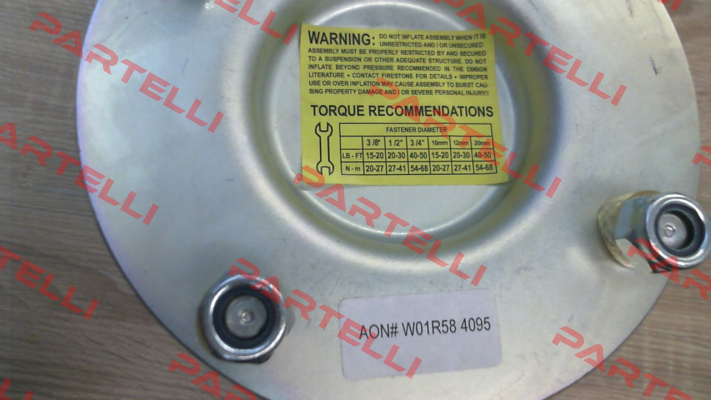 WARNING: DO NOT INFLATE ASSEMBLY WHEN IT IS
UNRESTRICTED AND / OR UNSECURED.
ASSEMBLY MUST BE PROPERLY RESTRICTED BY AND SECURED
TO A SUSPENSION OR OTHER ADEQUATE STRUCTURE. DO NOT
INFLATE BEYOND PRESSURE RECOMMENDED IN THE DESIGN
LITERATURE • CONTACT FIRESTONE FOR DETAILS • IMPROPER
USE OR OVER INFLATION MAY CAUSE ASSEMBLY TO BURST CAU-
SING PROPERTY DAMAGE AND / OR SEVERE PERSONAL INJURY!!
TORQUE RECOMMENDATIONS
FASTENER DIAMETER
3 /8" 1 /2" 3 /4" 10mm 12mm 20mm
LB - FT 15-20 20-30 40-50 15-20 20-30 40-50
N - m 20-27 27-41 54-68 20-27 27-41 54-68
AON# W01R58 4095
PARTELLI
PARTELLI
PARTELLI
PARTELLI
PARTELLI
PARTELLI